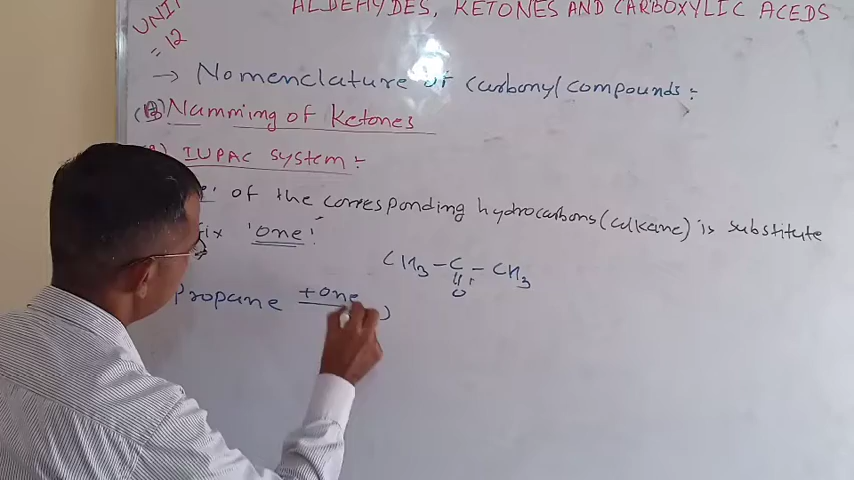 ALDEHYDES, KETONES AND CARBOXYLIC ACEDS
UNIT
= 12
→ Nomenclature of carbonyl compounds:
(B) Namming of Ketones
IUPAC system:-
of the corresponding hydrocarbons (alkane) is substitute
'one'.
CH3 - C - CH3
||
O
Propane + one )